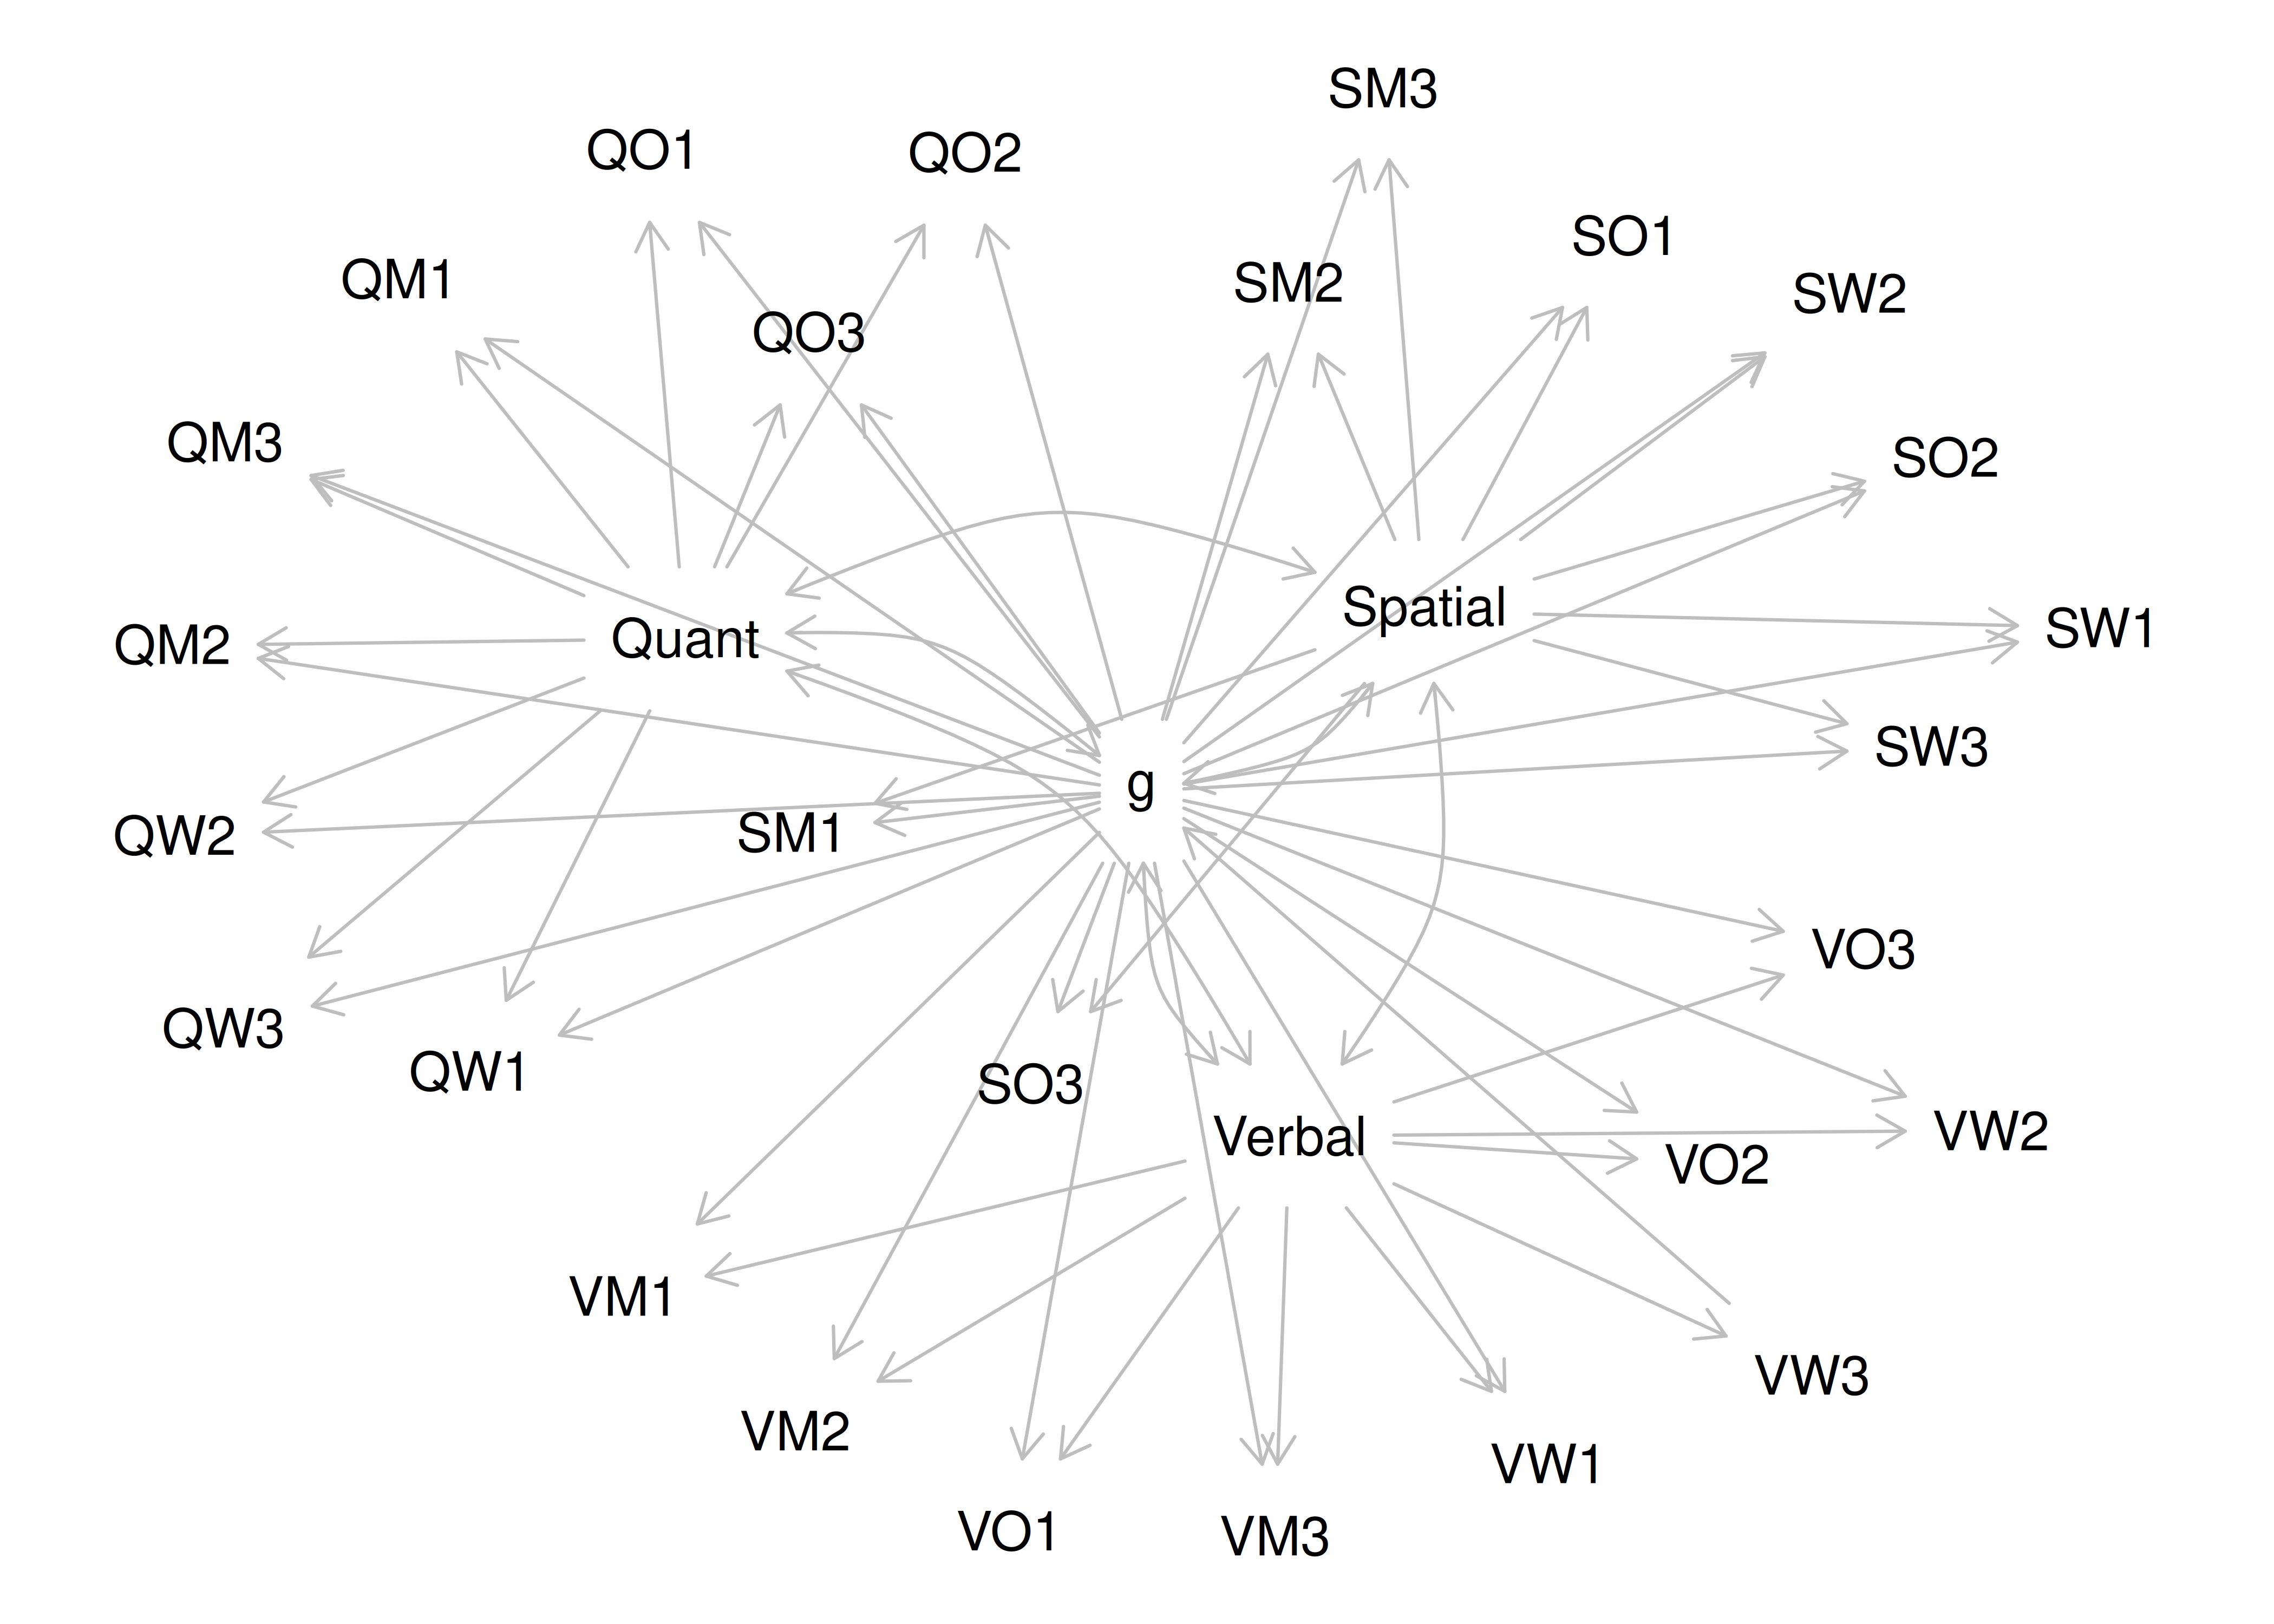 SM3
QO1
QO2
SO1
QM1
SM2
SW2
QO3
QM3
SO2
Spatial
SW1
Quant
QM2
SW3
g
SM1
QW2
VO3
QW3
QW1
SO3
Verbal
VW2
VO2
VM1
VW3
VM2
VW1
VO1
VM3